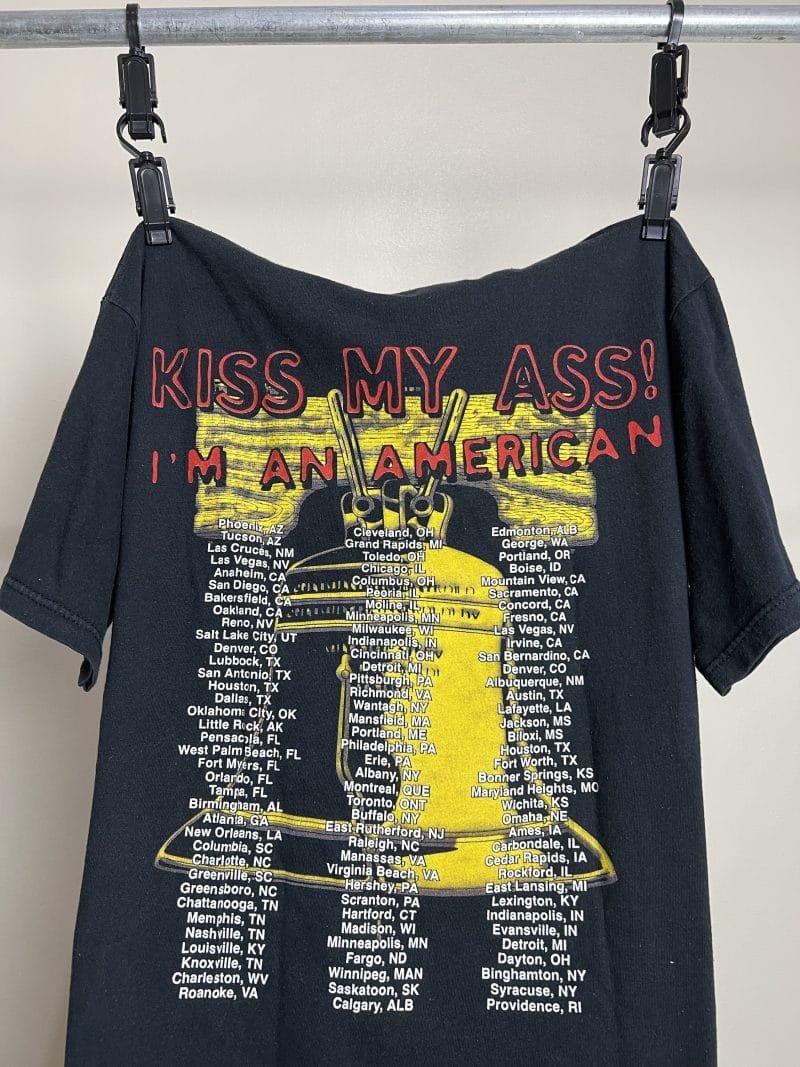 KISS MY ASS!
I'M AN AMERICAN
Phoenix, AZ
Tucson, AZ
Las Cruces, NM
Las Vegas, NV
Anaheim, CA
San Diego, CA
Bakersfield, CA
Oakland, CA
Reno, NV
Salt Lake City, UT
Denver, CO
Lubbock, TX
San Antonio, TX
Houston, TX
Dallas, TX
Oklahoma City, OK
Little Rock, AK
Pensacola, FL
West Palm Beach, FL
Fort Myers, FL
Orlando, FL
Tampa, FL
Birmingham, AL
Atlanta, GA
New Orleans, LA
Columbia, SC
Charlotte, NC
Greenville, SC
Greensboro, NC
Chattanooga, TN
Memphis, TN
Nashville, TN
Louisville, KY
Knoxville, TN
Charleston, WV
Roanoke, VA
Cleveland, OH
Grand Rapids, MI
Toledo, OH
Chicago, IL
Columbus, OH
Peoria, IL
Moline, IL
Minneapolis, MN
Milwaukee, WI
Indianapolis, IN
Cincinnati, OH
Detroit, MI
Pittsburgh, PA
Richmond, VA
Wantagh, NY
Mansfield, MA
Portland, ME
Philadelphia, PA
Erie, PA
Albany, NY
Montreal, QUE
Toronto, ONT
Buffalo, NY
East Rutherford, NJ
Raleigh, NC
Manassas, VA
Virginia Beach, VA
Hershey, PA
Scranton, PA
Hartford, CT
Madison, WI
Minneapolis, MN
Fargo, ND
Winnipeg, MAN
Saskatoon, SK
Calgary, ALB
Edmonton, ALB
George, WA
Portland, OR
Boise, ID
Mountain View, CA
Sacramento, CA
Concord, CA
Fresno, CA
Las Vegas, NV
Irvine, CA
San Bernardino, CA
Denver, CO
Albuquerque, NM
Austin, TX
Lafayette, LA
Jackson, MS
Biloxi, MS
Houston, TX
Fort Worth, TX
Bonner Springs, KS
Maryland Heights, MO
Wichita, KS
Omaha, NE
Ames, IA
Carbondale, IL
Cedar Rapids, IA
Rockford, IL
East Lansing, MI
Lexington, KY
Indianapolis, IN
Evansville, IN
Detroit, MI
Dayton, OH
Binghamton, NY
Syracuse, NY
Providence, RI